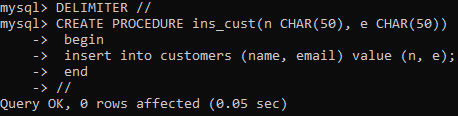 mysql> DELIMITER //
mysql> CREATE PROCEDURE ins_cust(n CHAR(50), e CHAR(50))
    -> begin
    -> insert into customers (name, email) value (n, e);
    -> end
    -> //
Query OK, 0 rows affected (0.05 sec)